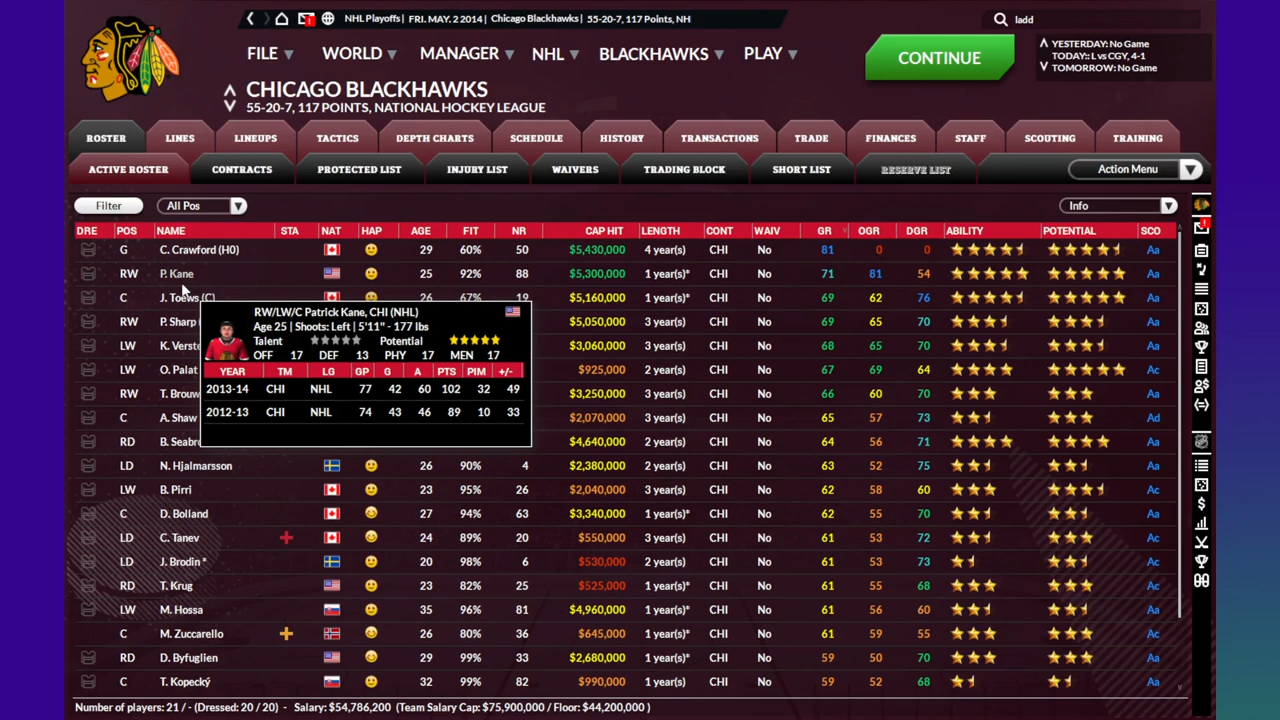 NHL Playoffs | FRI. MAY. 2 2014 | Chicago Blackhawks | 55-20-7, 117 Points, NH
ladd
FILE WORLD MANAGER NHL BLACKHAWKS PLAY
CONTINUE
YESTERDAY: No Game
TODAY:: L vs CGY, 4-1
TOMORROW: No Game
CHICAGO BLACKHAWKS
55-20-7, 117 POINTS, NATIONAL HOCKEY LEAGUE
ROSTER LINES LINEUPS TACTICS DEPTH CHARTS SCHEDULE HISTORY TRANSACTIONS TRADE FINANCES STAFF SCOUTING TRAINING
ACTIVE ROSTER CONTRACTS PROTECTED LIST INJURY LIST WAIVERS TRADING BLOCK SHORT LIST RESERVE LIST Action Menu
Filter All Pos Info
DRE POS NAME STA NAT HAP AGE FIT NR CAP HIT LENGTH CONT WAIV GR OGR DGR ABILITY POTENTIAL SCO
G C. Crawford (H0) 29 60% 50 $5,430,000 4 year(s) CHI No 81 0 0 Aa
RW P. Kane 25 92% 88 $5,300,000 1 year(s)* CHI No 71 81 54 Aa
C J. Toews (C) 26 67% 19 $5,160,000 1 year(s)* CHI No 69 62 76 Aa
RW P. Sharp $5,050,000 3 year(s) CHI No 69 65 70 Aa
LW K. Verste $3,060,000 3 year(s) CHI No 68 65 70 Aa
LW O. Palat $925,000 2 year(s) CHI No 67 69 64 Ac
RW T. Brouw $3,250,000 3 year(s) CHI No 66 60 70 Aa
C A. Shaw $2,070,000 3 year(s) CHI No 65 57 73 Ad
RD B. Seabro $4,640,000 2 year(s) CHI No 64 56 71 Aa
RW/LW/C Patrick Kane, CHI (NHL)
Age 25 | Shoots: Left | 5'11" - 177 lbs
Talent Potential
OFF 17 DEF 13 PHY 17 MEN 17
YEAR TM LG GP G A PTS PIM +/-
2013-14 CHI NHL 77 42 60 102 32 49
2012-13 CHI NHL 74 43 46 89 10 33
LD N. Hjalmarsson 26 90% 4 $2,380,000 2 year(s) CHI No 63 52 75 Aa
LW B. Pirri 23 95% 26 $2,040,000 3 year(s) CHI No 62 58 60 Ac
C D. Bolland 27 94% 63 $3,340,000 1 year(s)* CHI No 62 55 70 Aa
LD C. Tanev 24 89% 20 $550,000 1 year(s)* CHI No 61 53 72 Ac
LD J. Brodin * 20 98% 6 $530,000 2 year(s) CHI No 61 53 73 Aa
RD T. Krug 23 82% 25 $525,000 1 year(s)* CHI No 61 55 68 Ac
LW M. Hossa 35 96% 81 $4,960,000 1 year(s)* CHI No 61 56 60 Aa
C M. Zuccarello 26 80% 36 $645,000 1 year(s)* CHI No 61 59 55 Ac
RD D. Byfuglien 29 99% 33 $2,680,000 1 year(s)* CHI No 59 50 70 Aa
C T. Kopecký 32 99% 82 $990,000 1 year(s)* CHI No 59 52 68 Aa
Number of players: 21 / - (Dressed: 20 / 20) - Salary: $54,786,200 (Team Salary Cap: $75,900,000 / Floor: $44,200,000 )